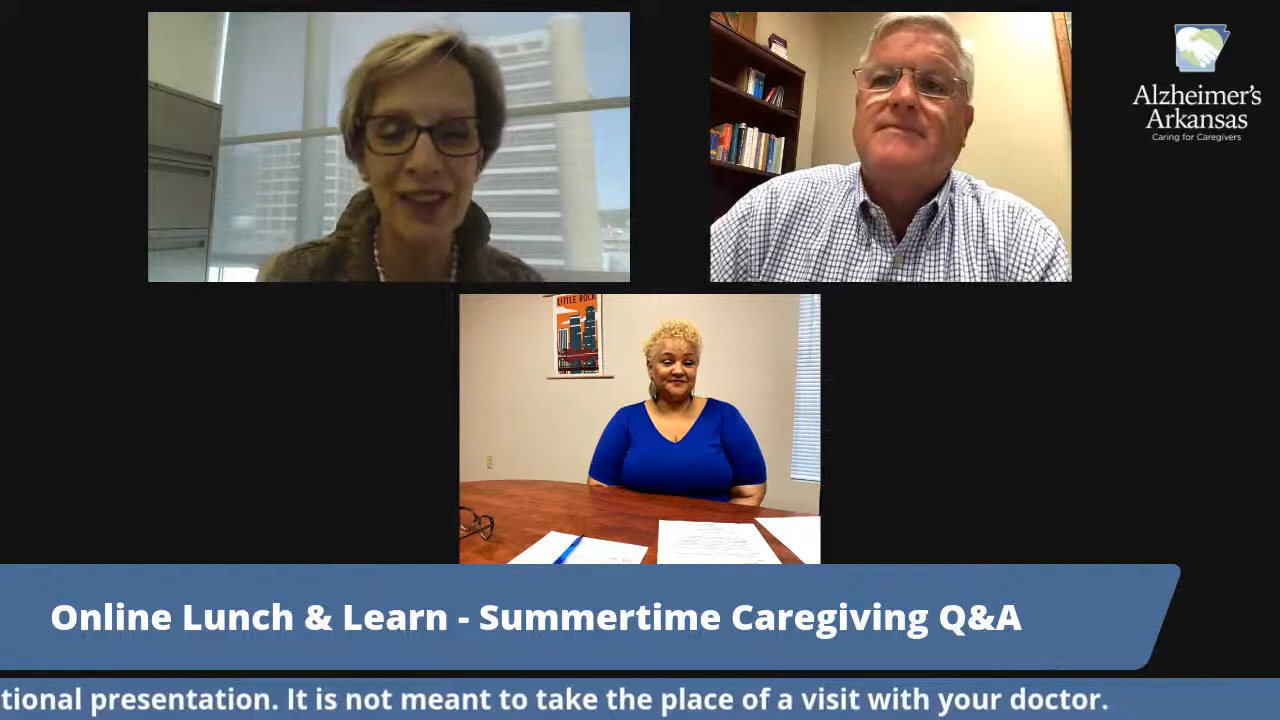 Alzheimer's
Arkansas
Caring for Caregivers
LITTLE ROCK
Online Lunch & Learn - Summertime Caregiving Q&A
tional presentation. It is not meant to take the place of a visit with your doctor.